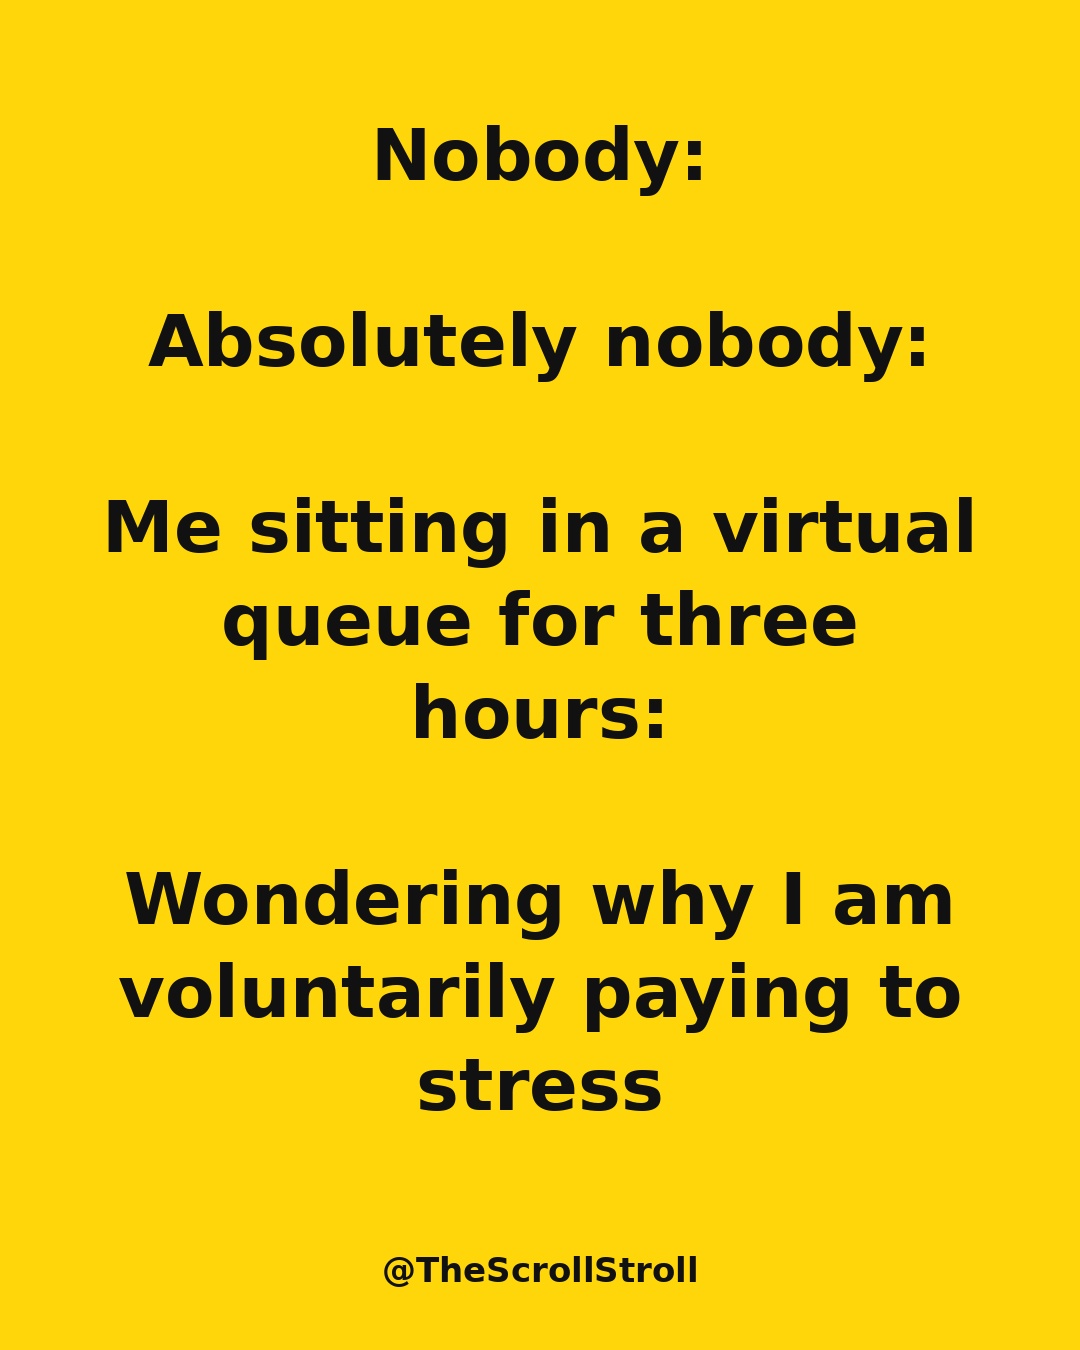 Nobody:
Absolutely nobody:
Me sitting in a virtual
queue for three
hours:
Wondering why I am
voluntarily paying to
stress
@TheScrollStroll